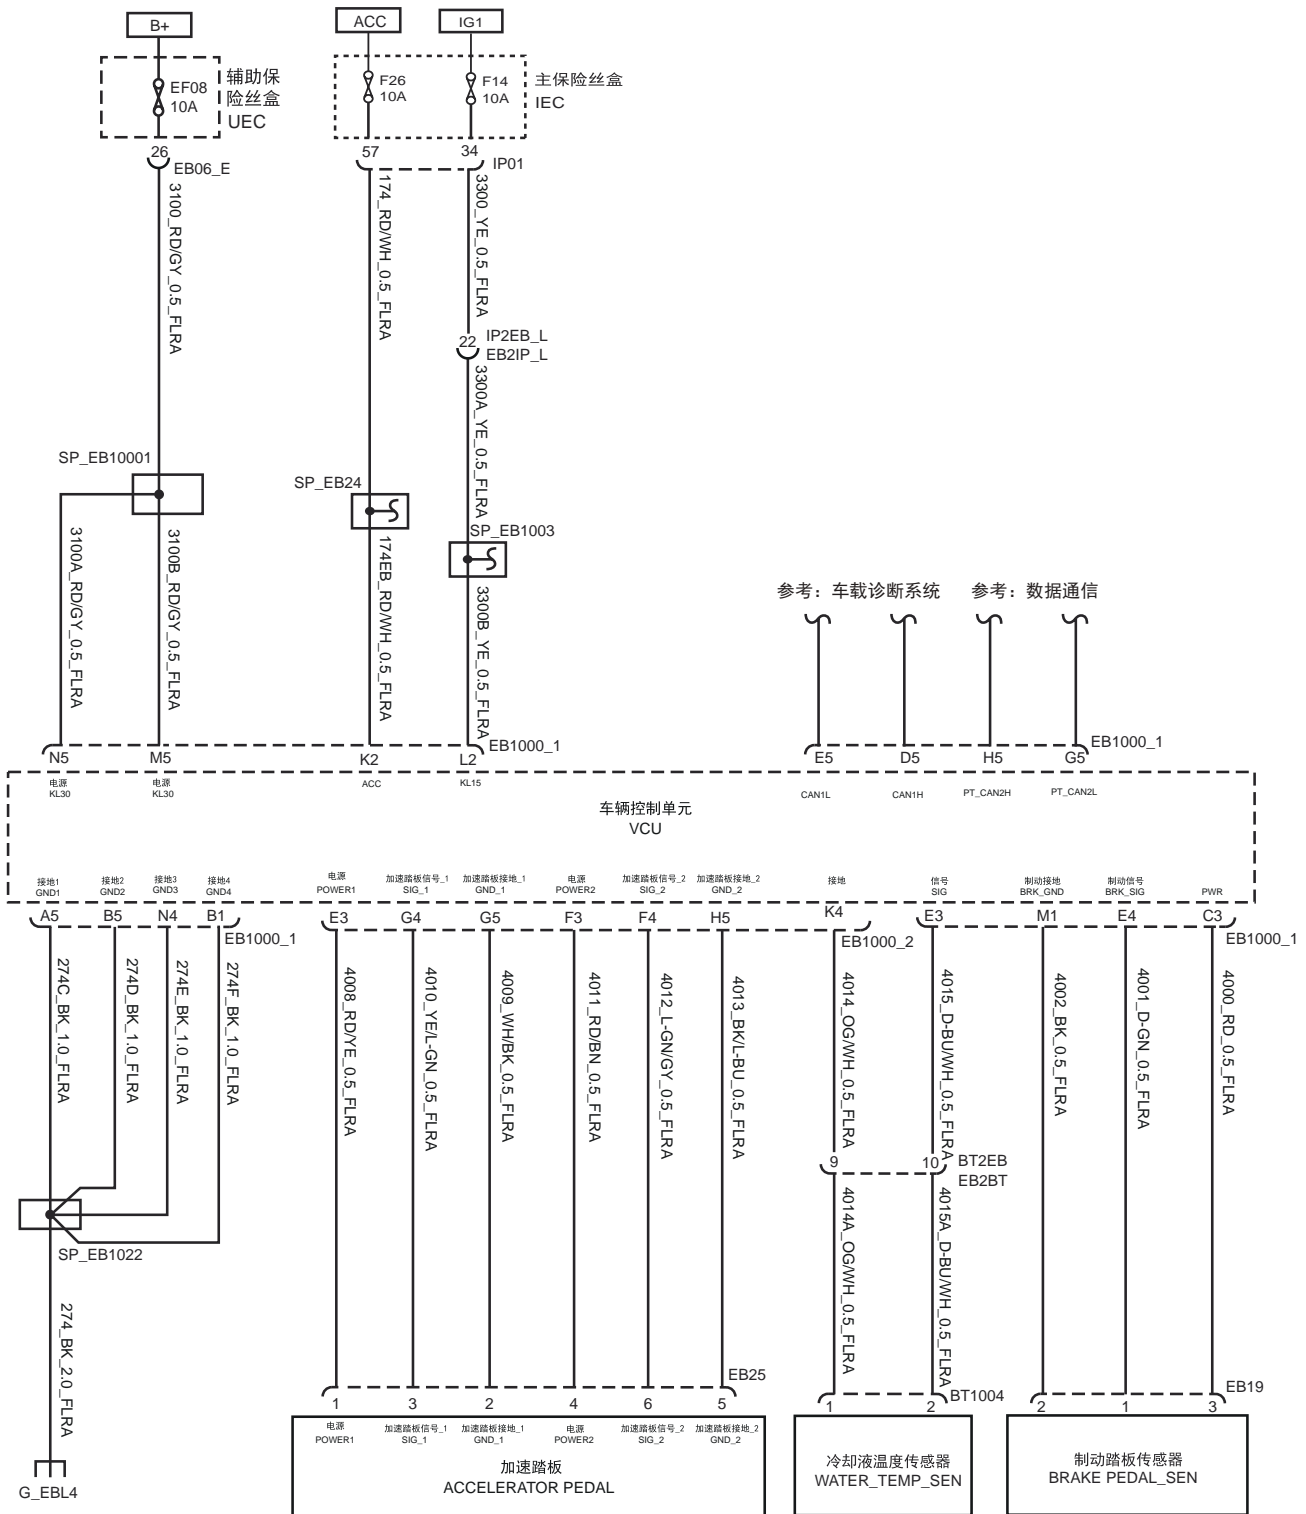 B+
ACC
IG1
EF08
10A
辅助保
险丝盒
UEC
F26
10A
F14
10A
主保险丝盒
IEC
26
EB06_E
57
34
IP01
3100_RD/GY_0.5_FLRA
174_RD/WH_0.5_FLRA
3300_YE_0.5_FLRA
22
IP2EB_L
EB2IP_L
3300A_YE_0.5_FLRA
SP_EB10001
SP_EB24
SP_EB1003
3100A_RD/GY_0.5_FLRA
3100B_RD/GY_0.5_FLRA
174EB_RD/WH_0.5_FLRA
3300B_YE_0.5_FLRA
参考：车载诊断系统
参考：数据通信
N5
M5
K2
L2
EB1000_1
E5
D5
H5
G5
EB1000_1
电源
KL30
电源
KL30
ACC
KL15
CAN1L
CAN1H
PT_CAN2H
PT_CAN2L
车辆控制单元
VCU
接地1
GND1
接地2
GND2
接地3
GND3
接地4
GND4
电源
POWER1
加速踏板信号_1
SIG_1
加速踏板接地_1
GND_1
电源
POWER2
加速踏板信号_2
SIG_2
加速踏板接地_2
GND_2
接地
信号
SIG
制动接地
BRK_GND
制动信号
BRK_SIG
PWR
A5
B5
N4
B1
EB1000_1
E3
G4
G5
F3
F4
H5
K4
EB1000_2
E3
M1
E4
C3
EB1000_1
274C_BK_1.0_FLRA
274D_BK_1.0_FLRA
274E_BK_1.0_FLRA
274F_BK_1.0_FLRA
4008_RD/YE_0.5_FLRA
4010_YE/L-GN_0.5_FLRA
4009_WH/BK_0.5_FLRA
4011_RD/BN_0.5_FLRA
4012_L-GN/GY_0.5_FLRA
4013_BK/L-BU_0.5_FLRA
4014_OG/WH_0.5_FLRA
4015_D-BU/WH_0.5_FLRA
4002_BK_0.5_FLRA
4001_D-GN_0.5_FLRA
4000_RD_0.5_FLRA
9
10
BT2EB
EB2BT
SP_EB1022
4014A_OG/WH_0.5_FLRA
4015A_D-BU/WH_0.5_FLRA
274_BK_2.0_FLRA
EB25
BT1004
EB19
1
3
2
4
6
5
1
2
2
1
3
电源
POWER1
加速踏板信号_1
SIG_1
加速踏板接地_1
GND_1
电源
POWER2
加速踏板信号_2
SIG_2
加速踏板接地_2
GND_2
加速踏板
ACCELERATOR PEDAL
冷却液温度传感器
WATER_TEMP_SEN
制动踏板传感器
BRAKE PEDAL_SEN
G_EBL4